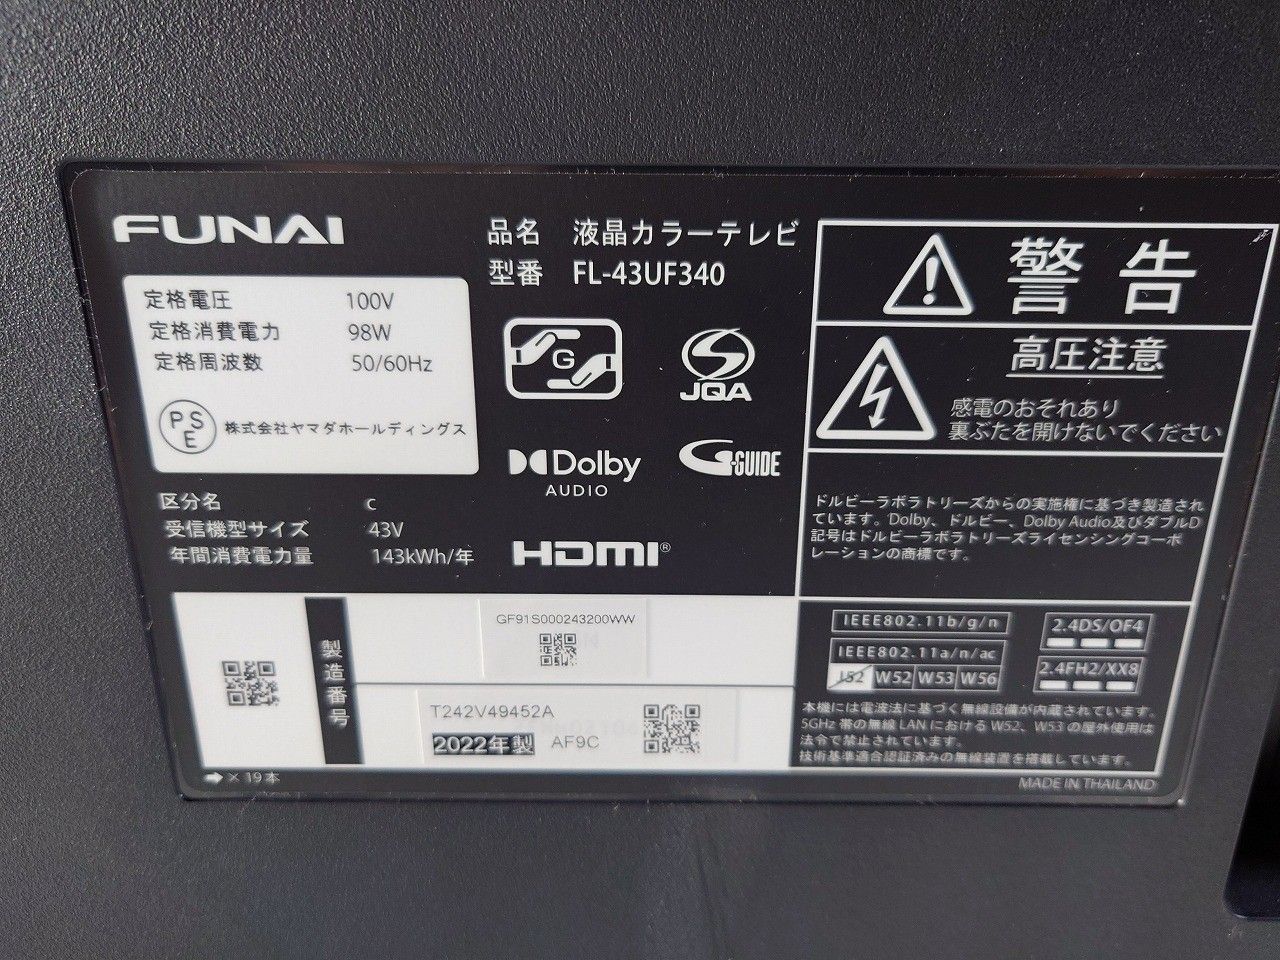 FUNAI
品名 液晶カラーテレビ
型番 FL-43UF340
定格電圧 100V
定格消費電力 98W
定格周波数 50/60Hz
PSE 株式会社ヤマダホールディングス
G
JQA
Dolby
AUDIO
G-GUIDE
HDMI®
区分名 c
受信機型サイズ 43V
年間消費電力量 143kWh/年
警告
高圧注意
感電のおそれあり
裏ぶたを開けないでください
ドルビーラボラトリーズからの実施権に基づき製造され
ています。Dolby、ドルビー、Dolby Audio及びダブルD
記号はドルビーラボラトリーズライセンシングコーポ
レーションの商標です。
製造番号
GF91S000243200WW
T242V49452A
2022年製 AF9C
IEEE802.11b/g/n
IEEE802.11a/n/ac
J52 W52 W53 W56
2.4DS/OF4
2.4FH2/XX8
本機には電波法に基づく無線設備が内蔵されています。
5GHz 帯の無線 LAN における W52、W53 の屋外使用は
法令で禁止されています。
技術基準適合認証済みの無線装置を搭載しています。
➡ × 19本
MADE IN THAILAND